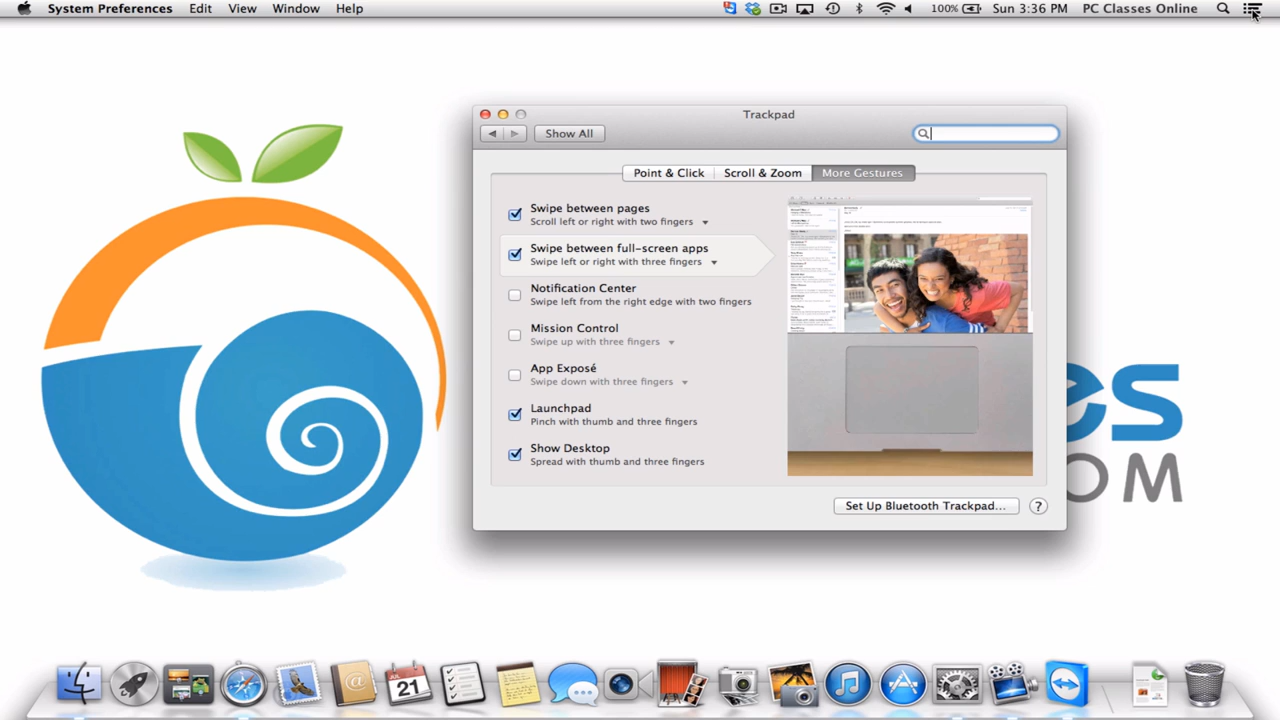 System Preferences Edit View Window Help
100% Sun 3:36 PM PC Classes Online
Trackpad
Show All
Point & Click Scroll & Zoom More Gestures
Swipe between pages
Scroll left or right with two fingers
Swipe between full-screen apps
Swipe left or right with three fingers
Notification Center
Swipe left from the right edge with two fingers
Mission Control
Swipe up with three fingers
App Exposé
Swipe down with three fingers
Launchpad
Pinch with thumb and three fingers
Show Desktop
Spread with thumb and three fingers
Set Up Bluetooth Trackpad... ?
es
OM
JUL
21